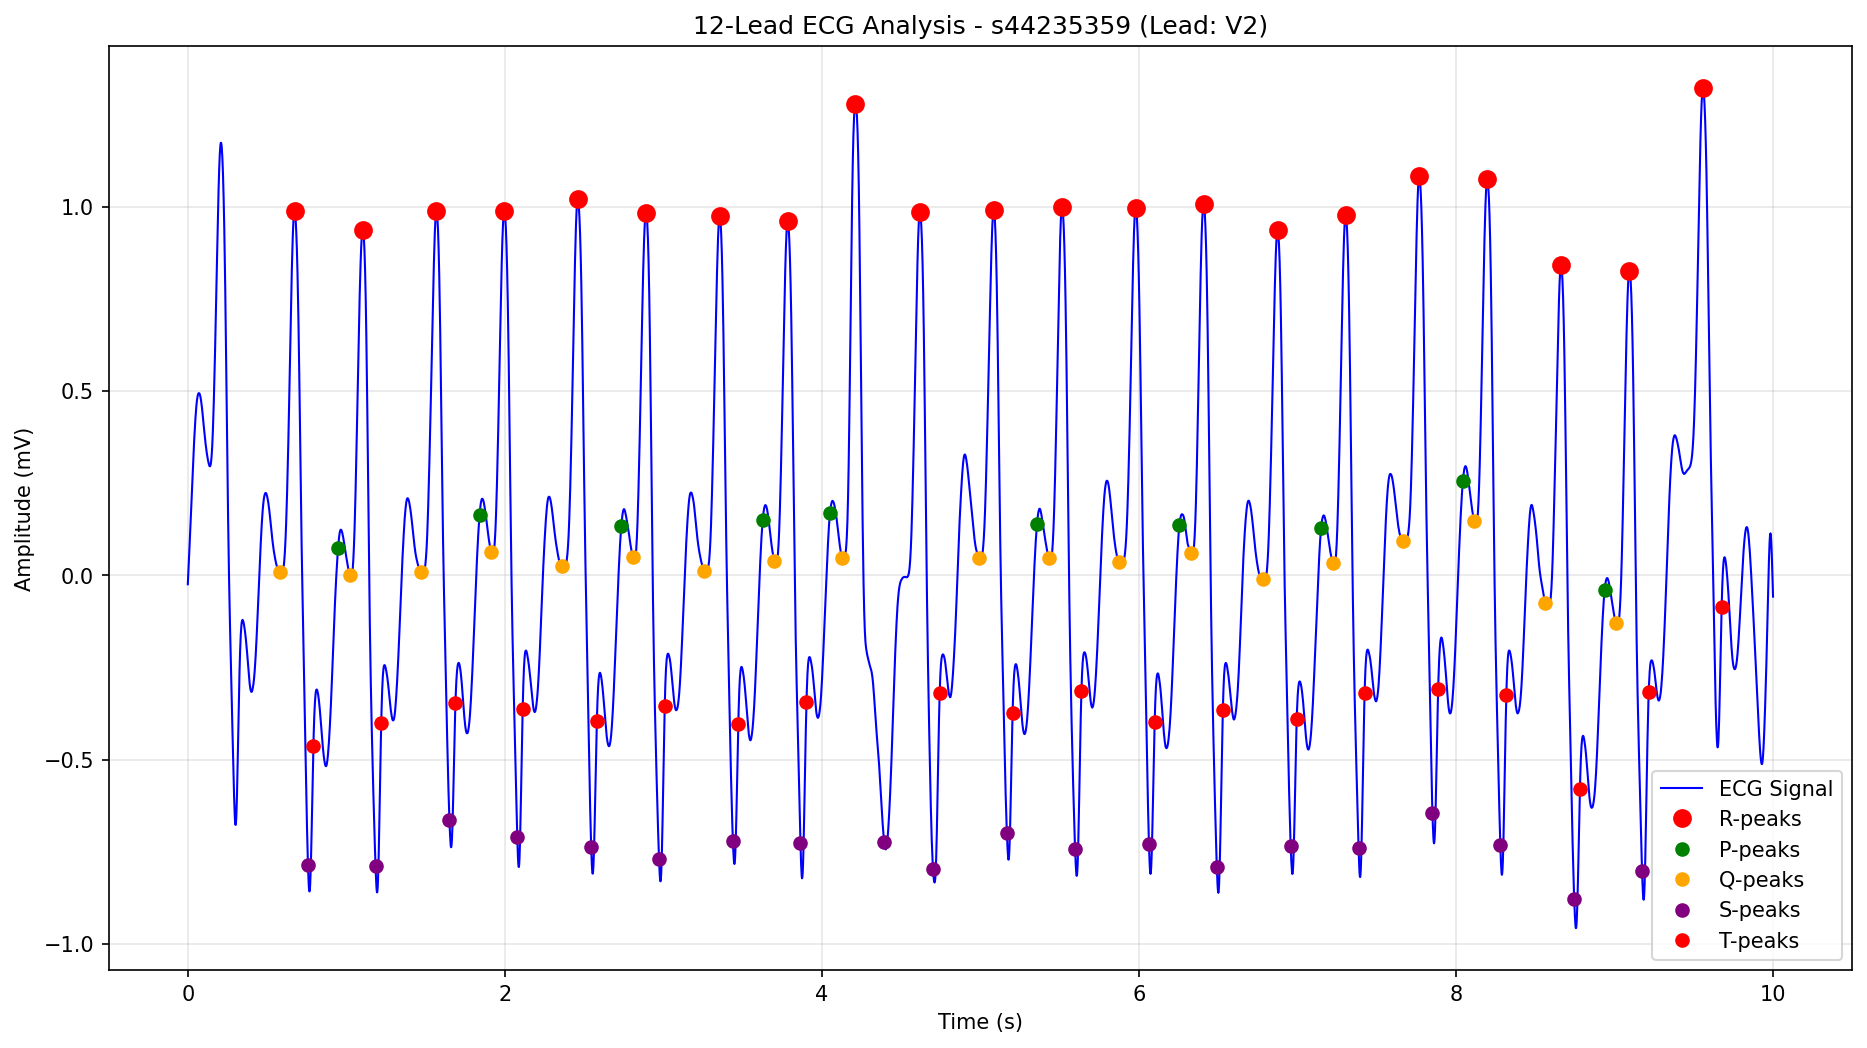 12-Lead ECG Analysis - s44235359 (Lead: V2)
Amplitude (mV)
1.0
0.5
0.0
−0.5
−1.0
0 2 4 6 8 10
Time (s)
ECG Signal
R-peaks
P-peaks
Q-peaks
S-peaks
T-peaks